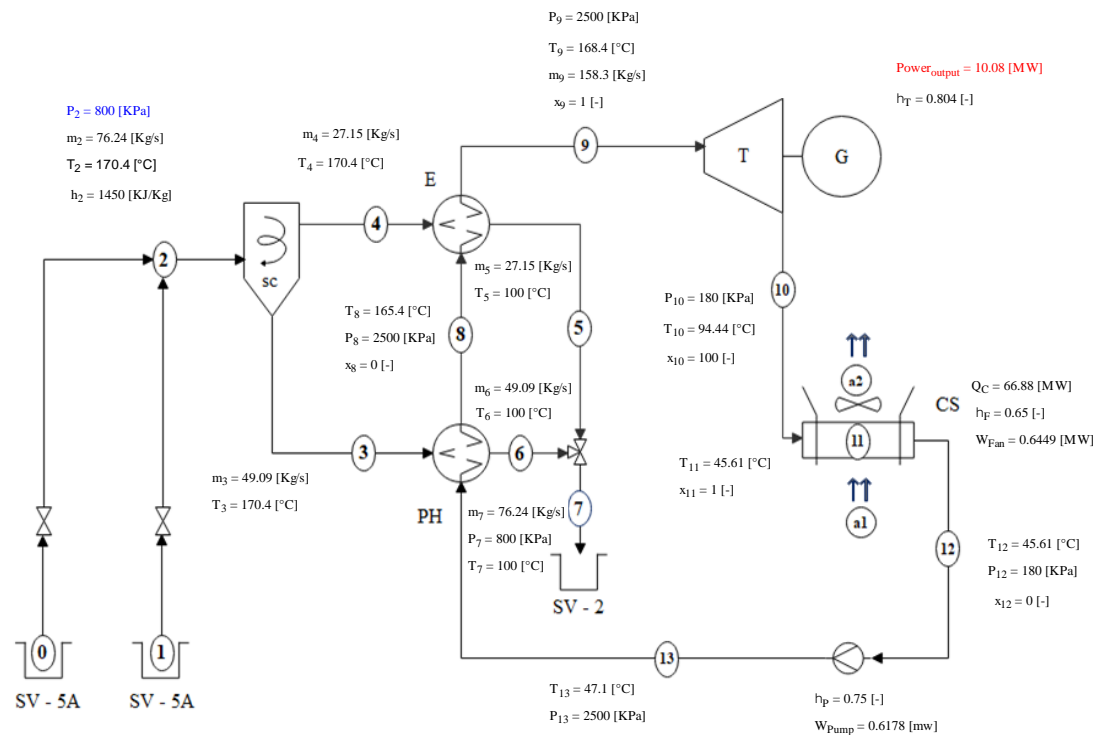 P9 = 2500 [KPa]
T9 = 168.4 [°C]
m9 = 158.3 [Kg/s]
x9 = 1 [-]
Poweroutput = 10.08 [MW]
hT = 0.804 [-]
P2 = 800 [KPa]
m2 = 76.24 [Kg/s]
T2 = 170.4 [°C]
h2 = 1450 [KJ/Kg]
m4 = 27.15 [Kg/s]
T4 = 170.4 [°C]
9
T
G
E
4
2
SC
m5 = 27.15 [Kg/s]
T5 = 100 [°C]
10
P10 = 180 [KPa]
T10 = 94.44 [°C]
x10 = 100 [-]
T8 = 165.4 [°C]
P8 = 2500 [KPa]
x8 = 0 [-]
8
5
a2
CS
QC = 66.88 [MW]
hF = 0.65 [-]
WFan = 0.6449 [MW]
m6 = 49.09 [Kg/s]
T6 = 100 [°C]
11
3
6
T11 = 45.61 [°C]
x11 = 1 [-]
m3 = 49.09 [Kg/s]
T3 = 170.4 [°C]
PH
m7 = 76.24 [Kg/s]
P7 = 800 [KPa]
T7 = 100 [°C]
7
a1
12
T12 = 45.61 [°C]
P12 = 180 [KPa]
x12 = 0 [-]
SV - 2
0
1
13
SV - 5A
SV - 5A
T13 = 47.1 [°C]
P13 = 2500 [KPa]
hP = 0.75 [-]
WPump = 0.6178 [mw]